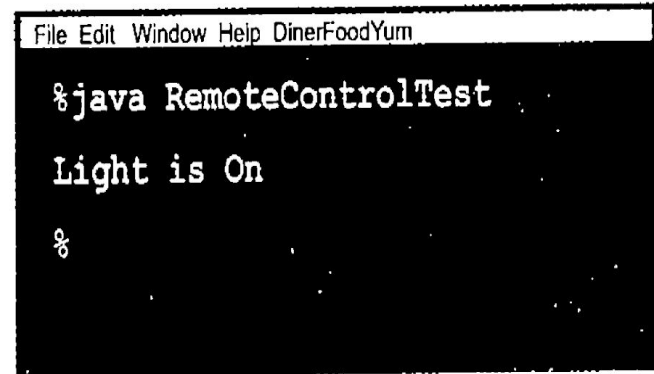 File Edit Window Help DinerFoodYum
%java RemoteControlTest
Light is On
%